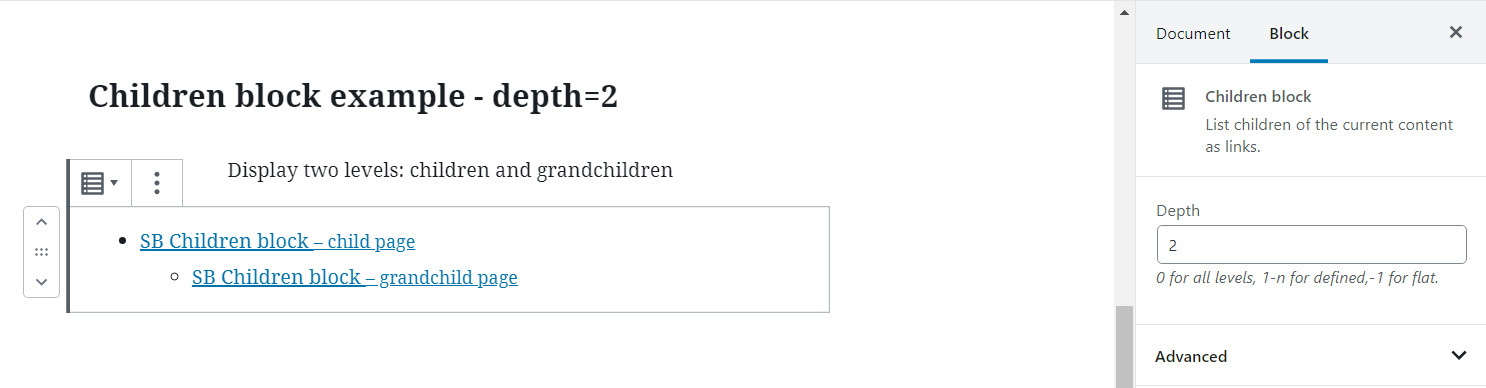 Children block example - depth=2
Display two levels: children and grandchildren
SB Children block – child page
SB Children block – grandchild page
Document Block
Children block
List children of the current content
as links.
Depth
2
0 for all levels, 1-n for defined,-1 for flat.
Advanced